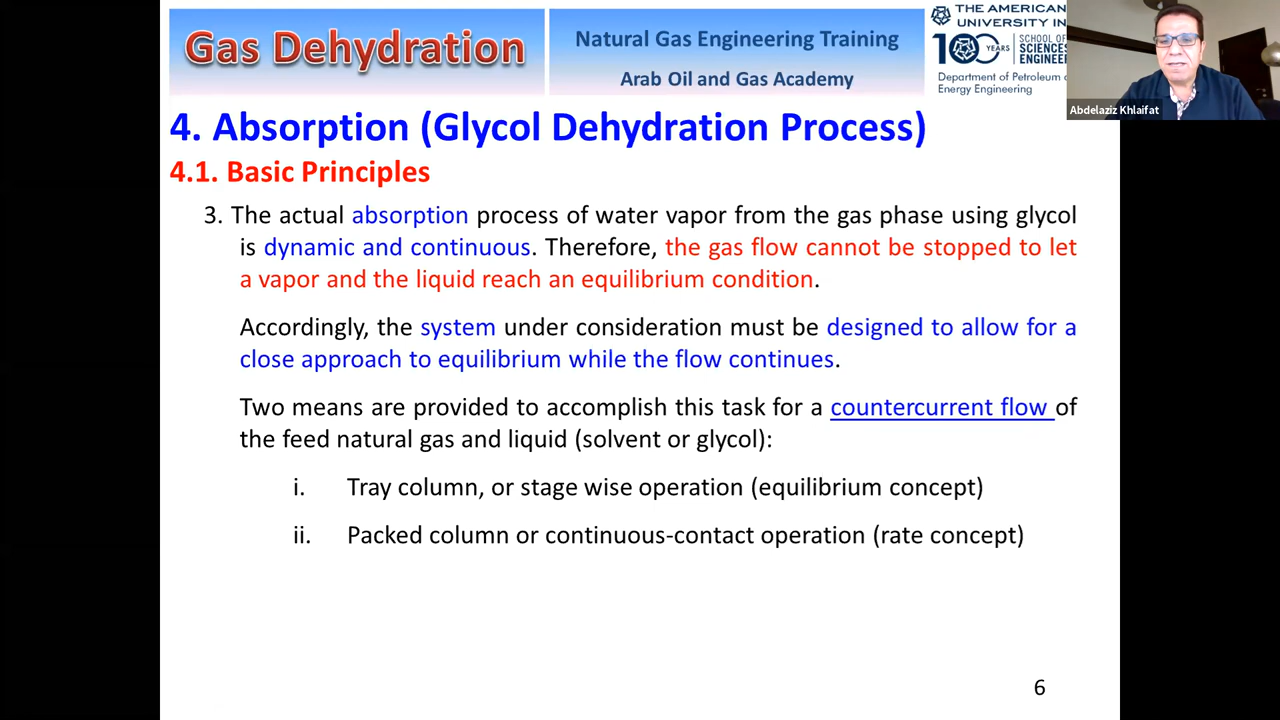 Gas Dehydration
Natural Gas Engineering Training
Arab Oil and Gas Academy
THE AMERICAN
UNIVERSITY IN
100 YEARS
SCHOOL OF
SCIENCES
ENGINEER
Department of Petroleum
Energy Engineering
Abdelaziz Khlaifat
4. Absorption (Glycol Dehydration Process)
4.1. Basic Principles
3. The actual absorption process of water vapor from the gas phase using glycol
is dynamic and continuous. Therefore, the gas flow cannot be stopped to let
a vapor and the liquid reach an equilibrium condition.
Accordingly, the system under consideration must be designed to allow for a
close approach to equilibrium while the flow continues.
Two means are provided to accomplish this task for a countercurrent flow of
the feed natural gas and liquid (solvent or glycol):
i. Tray column, or stage wise operation (equilibrium concept)
ii. Packed column or continuous-contact operation (rate concept)
6